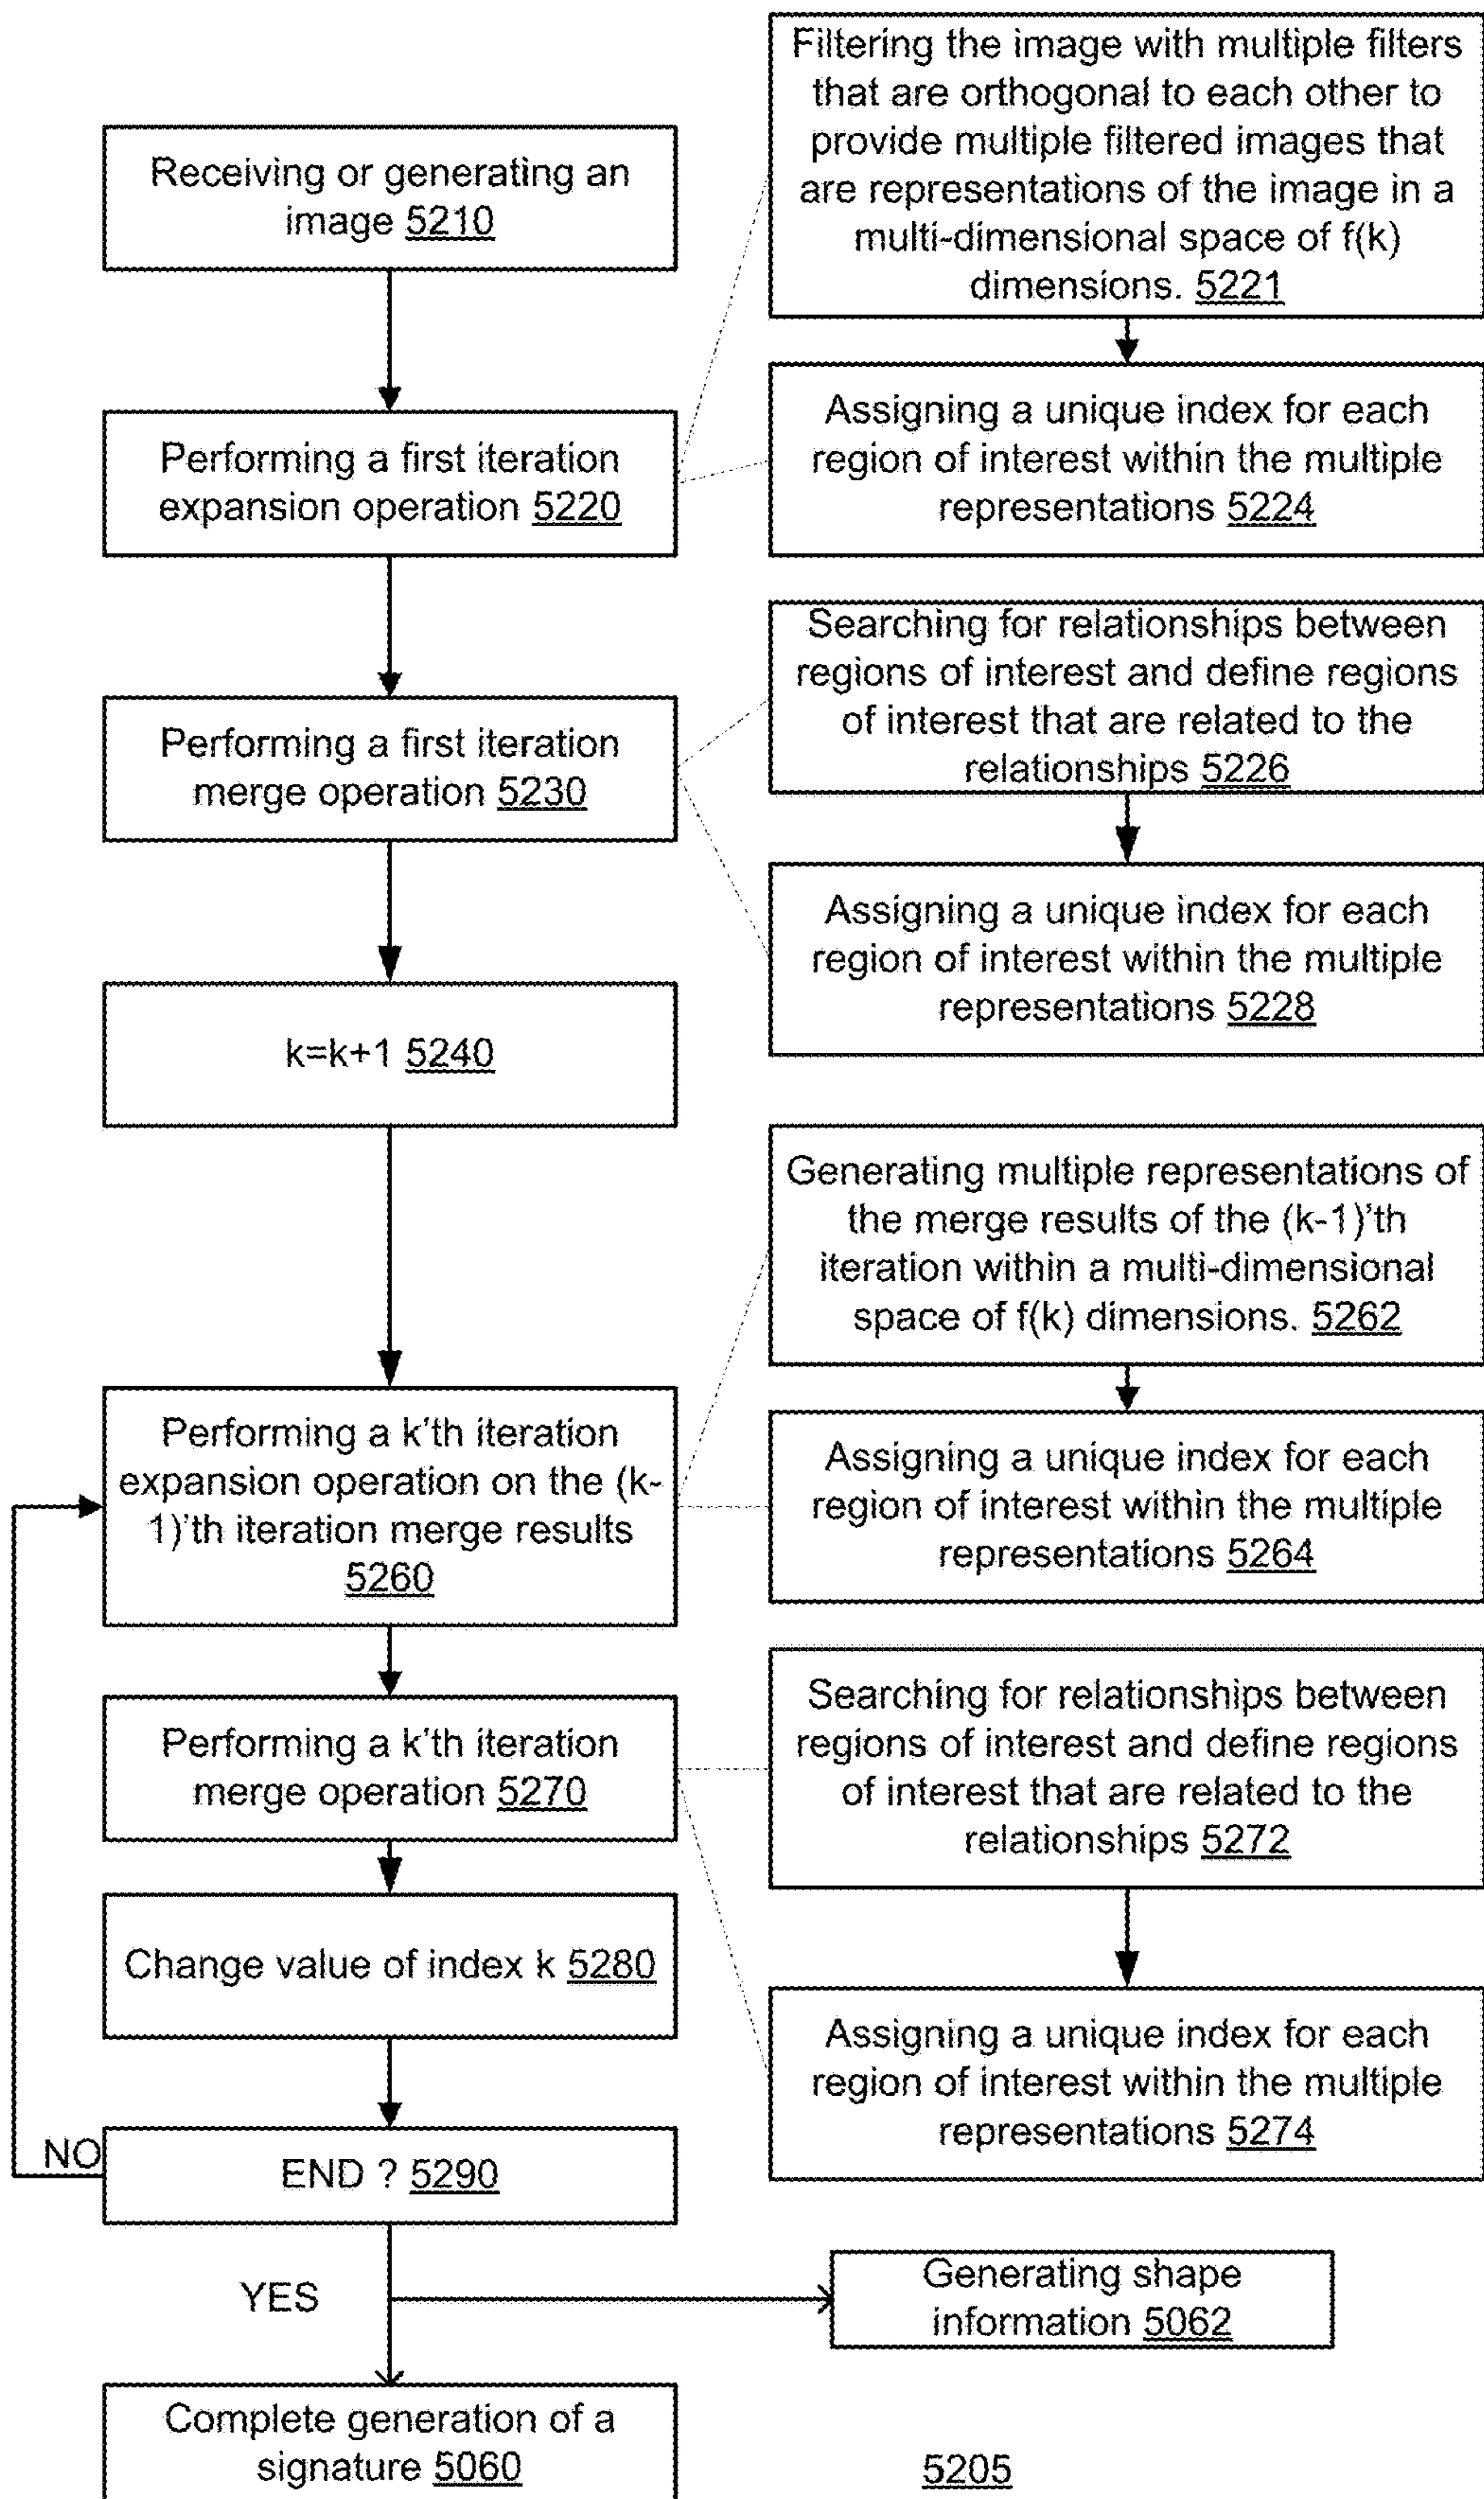 Receiving or generating an
image 5210
Filtering the image with multiple filters
that are orthogonal to each other to
provide multiple filtered images that
are representations of the image in a
multi-dimensional space of f(k)
dimensions. 5221
Performing a first iteration
expansion operation 5220
Assigning a unique index for each
region of interest within the multiple
representations 5224
Performing a first iteration
merge operation 5230
Searching for relationships between
regions of interest and define regions
of interest that are related to the
relationships 5226
Assigning a unique index for each
region of interest within the multiple
representations 5228
k=k+1 5240
Generating multiple representations of
the merge results of the (k-1)'th
iteration within a multi-dimensional
space of f(k) dimensions. 5262
Performing a k'th iteration
expansion operation on the (k-
1)'th iteration merge results
5260
Assigning a unique index for each
region of interest within the multiple
representations 5264
Performing a k'th iteration
merge operation 5270
Searching for relationships between
regions of interest and define regions
of interest that are related to the
relationships 5272
Change value of index k 5280
Assigning a unique index for each
region of interest within the multiple
representations 5274
NO
END ? 5290
YES
Generating shape
information 5062
Complete generation of a
signature 5060
5205